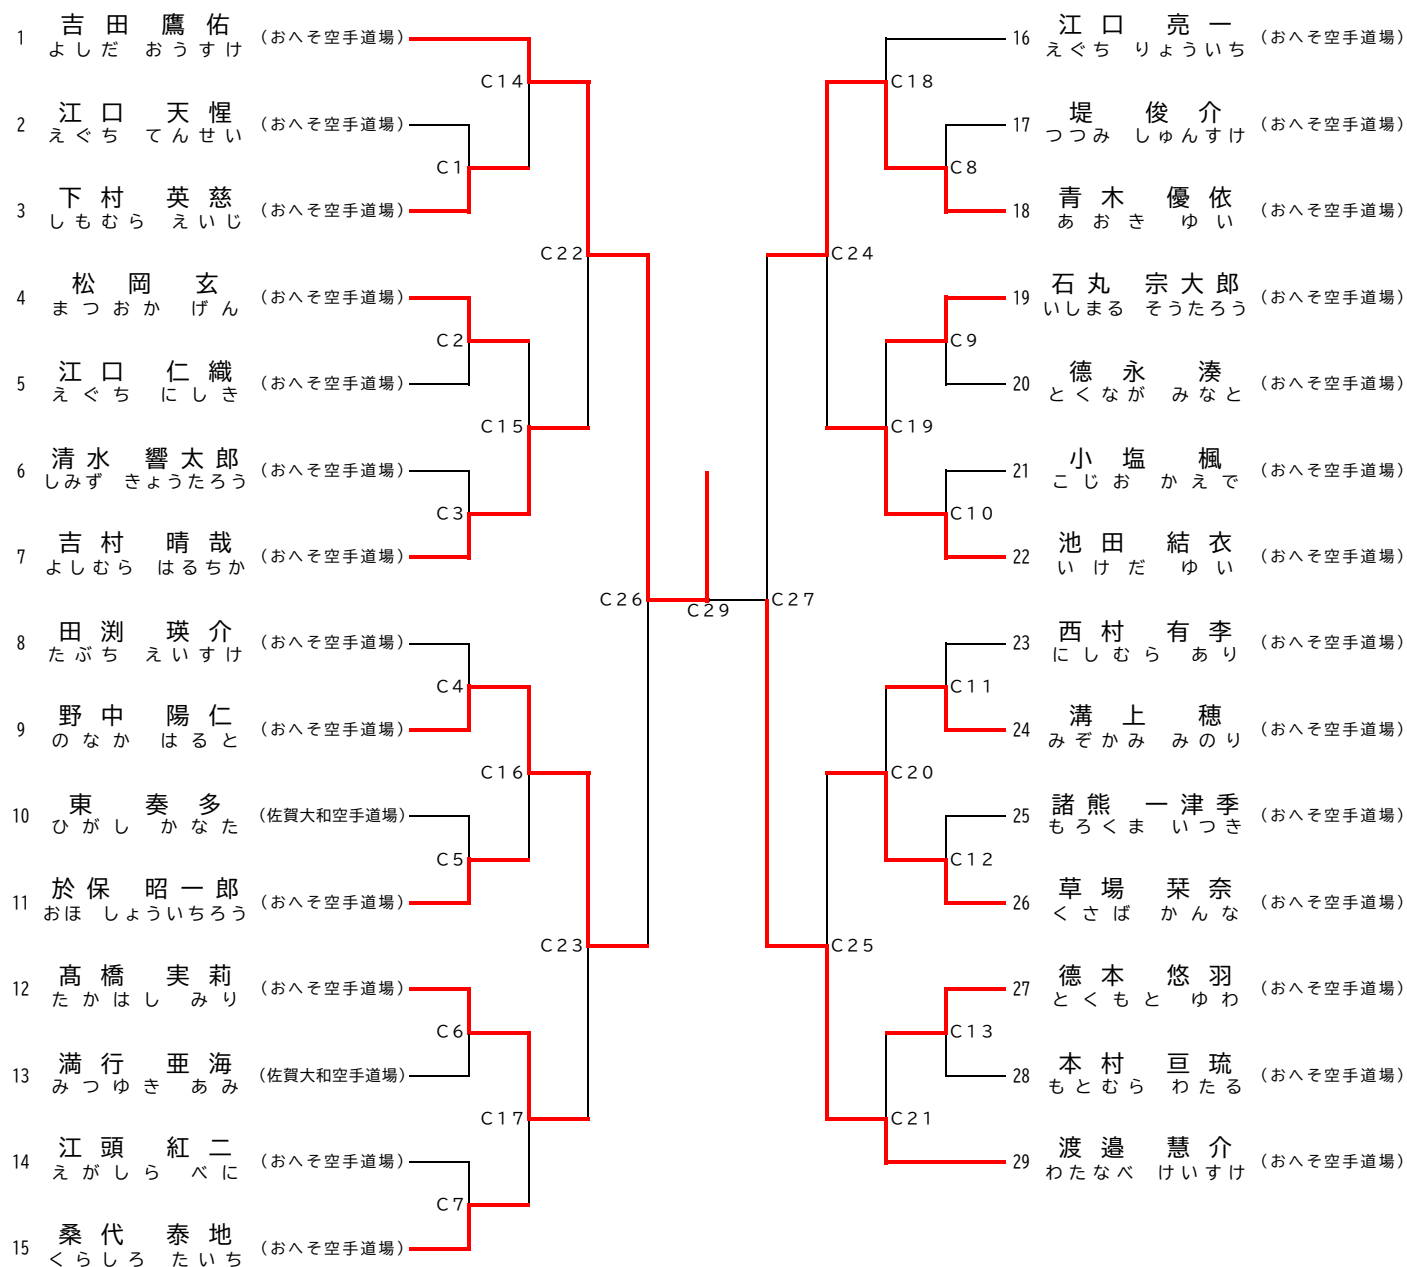 1 吉田 鷹佑 (おへそ空手道場)
よしだ おうすけ
C14
2 江口 天惺 (おへそ空手道場)
えぐち てんせい
C1
3 下村 英慈 (おへそ空手道場)
しもむら えいじ
C22
4 松岡 玄 (おへそ空手道場)
まつおか げん
C2
5 江口 仁織 (おへそ空手道場)
えぐち にしき
C15
6 清水 響太郎 (おへそ空手道場)
しみず きょうたろう
C3
7 吉村 晴哉 (おへそ空手道場)
よしむら はるちか
C26
8 田渕 瑛介 (おへそ空手道場)
たぶち えいすけ
C4
9 野中 陽仁 (おへそ空手道場)
のなか はると
C16
10 東 奏多 (佐賀大和空手道場)
ひがし かなた
C5
11 於保 昭一郎 (おへそ空手道場)
おほ しょういちろう
C23
12 髙橋 実莉 (おへそ空手道場)
たかはし みり
C6
13 満行 亜海 (佐賀大和空手道場)
みつゆき あみ
C17
14 江頭 紅二 (おへそ空手道場)
えがしら べに
C7
15 桑代 泰地 (おへそ空手道場)
くらしろ たいち
C29
16 江口 亮一 (おへそ空手道場)
えぐち りょういち
C18
17 堤 俊介 (おへそ空手道場)
つつみ しゅんすけ
C8
18 青木 優依 (おへそ空手道場)
あおき ゆい
C24
19 石丸 宗大郎 (おへそ空手道場)
いしまる そうたろう
C9
20 德永 湊 (おへそ空手道場)
とくなが みなと
C19
21 小塩 楓 (おへそ空手道場)
こじお かえで
C10
22 池田 結衣 (おへそ空手道場)
いけだ ゆい
C27
23 西村 有李 (おへそ空手道場)
にしむら あり
C11
24 溝上 穂 (おへそ空手道場)
みぞかみ みのり
C20
25 諸熊 一津季 (おへそ空手道場)
もろくま いつき
C12
26 草場 栞奈 (おへそ空手道場)
くさば かんな
C25
27 德本 悠羽 (おへそ空手道場)
とくもと ゆわ
C13
28 本村 亘琉 (おへそ空手道場)
もとむら わたる
C21
29 渡邉 慧介 (おへそ空手道場)
わたなべ けいすけ